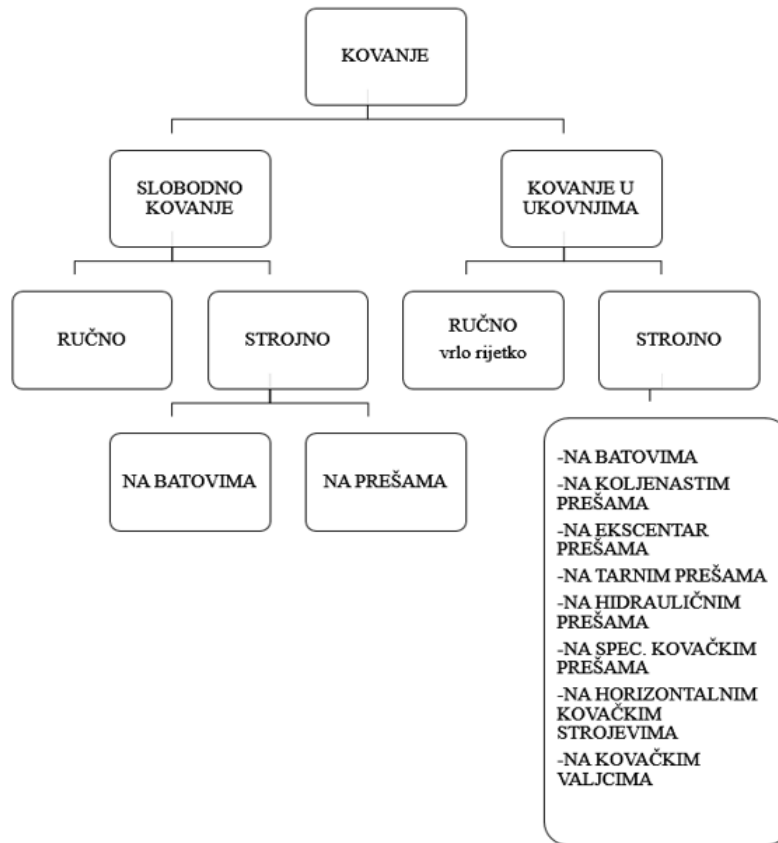 KOVANJE
SLOBODNO
KOVANJE
KOVANJE U
UKOVNJIMA
RUČNO
STROJNO
RUČNO
vrlo rijetko
STROJNO
NA BATOVIMA
NA PREŠAMA
-NA BATOVIMA
-NA KOLJENASTIM
PREŠAMA
-NA EKSCENTAR
PREŠAMA
-NA TARNIM PREŠAMA
-NA HIDRAULIČNIM
PREŠAMA
-NA SPEC. KOVAČKIM
PREŠAMA
-NA HORIZONTALNIM
KOVAČKIM
STROJEVIMA
-NA KOVAČKIM
VALJCIMA